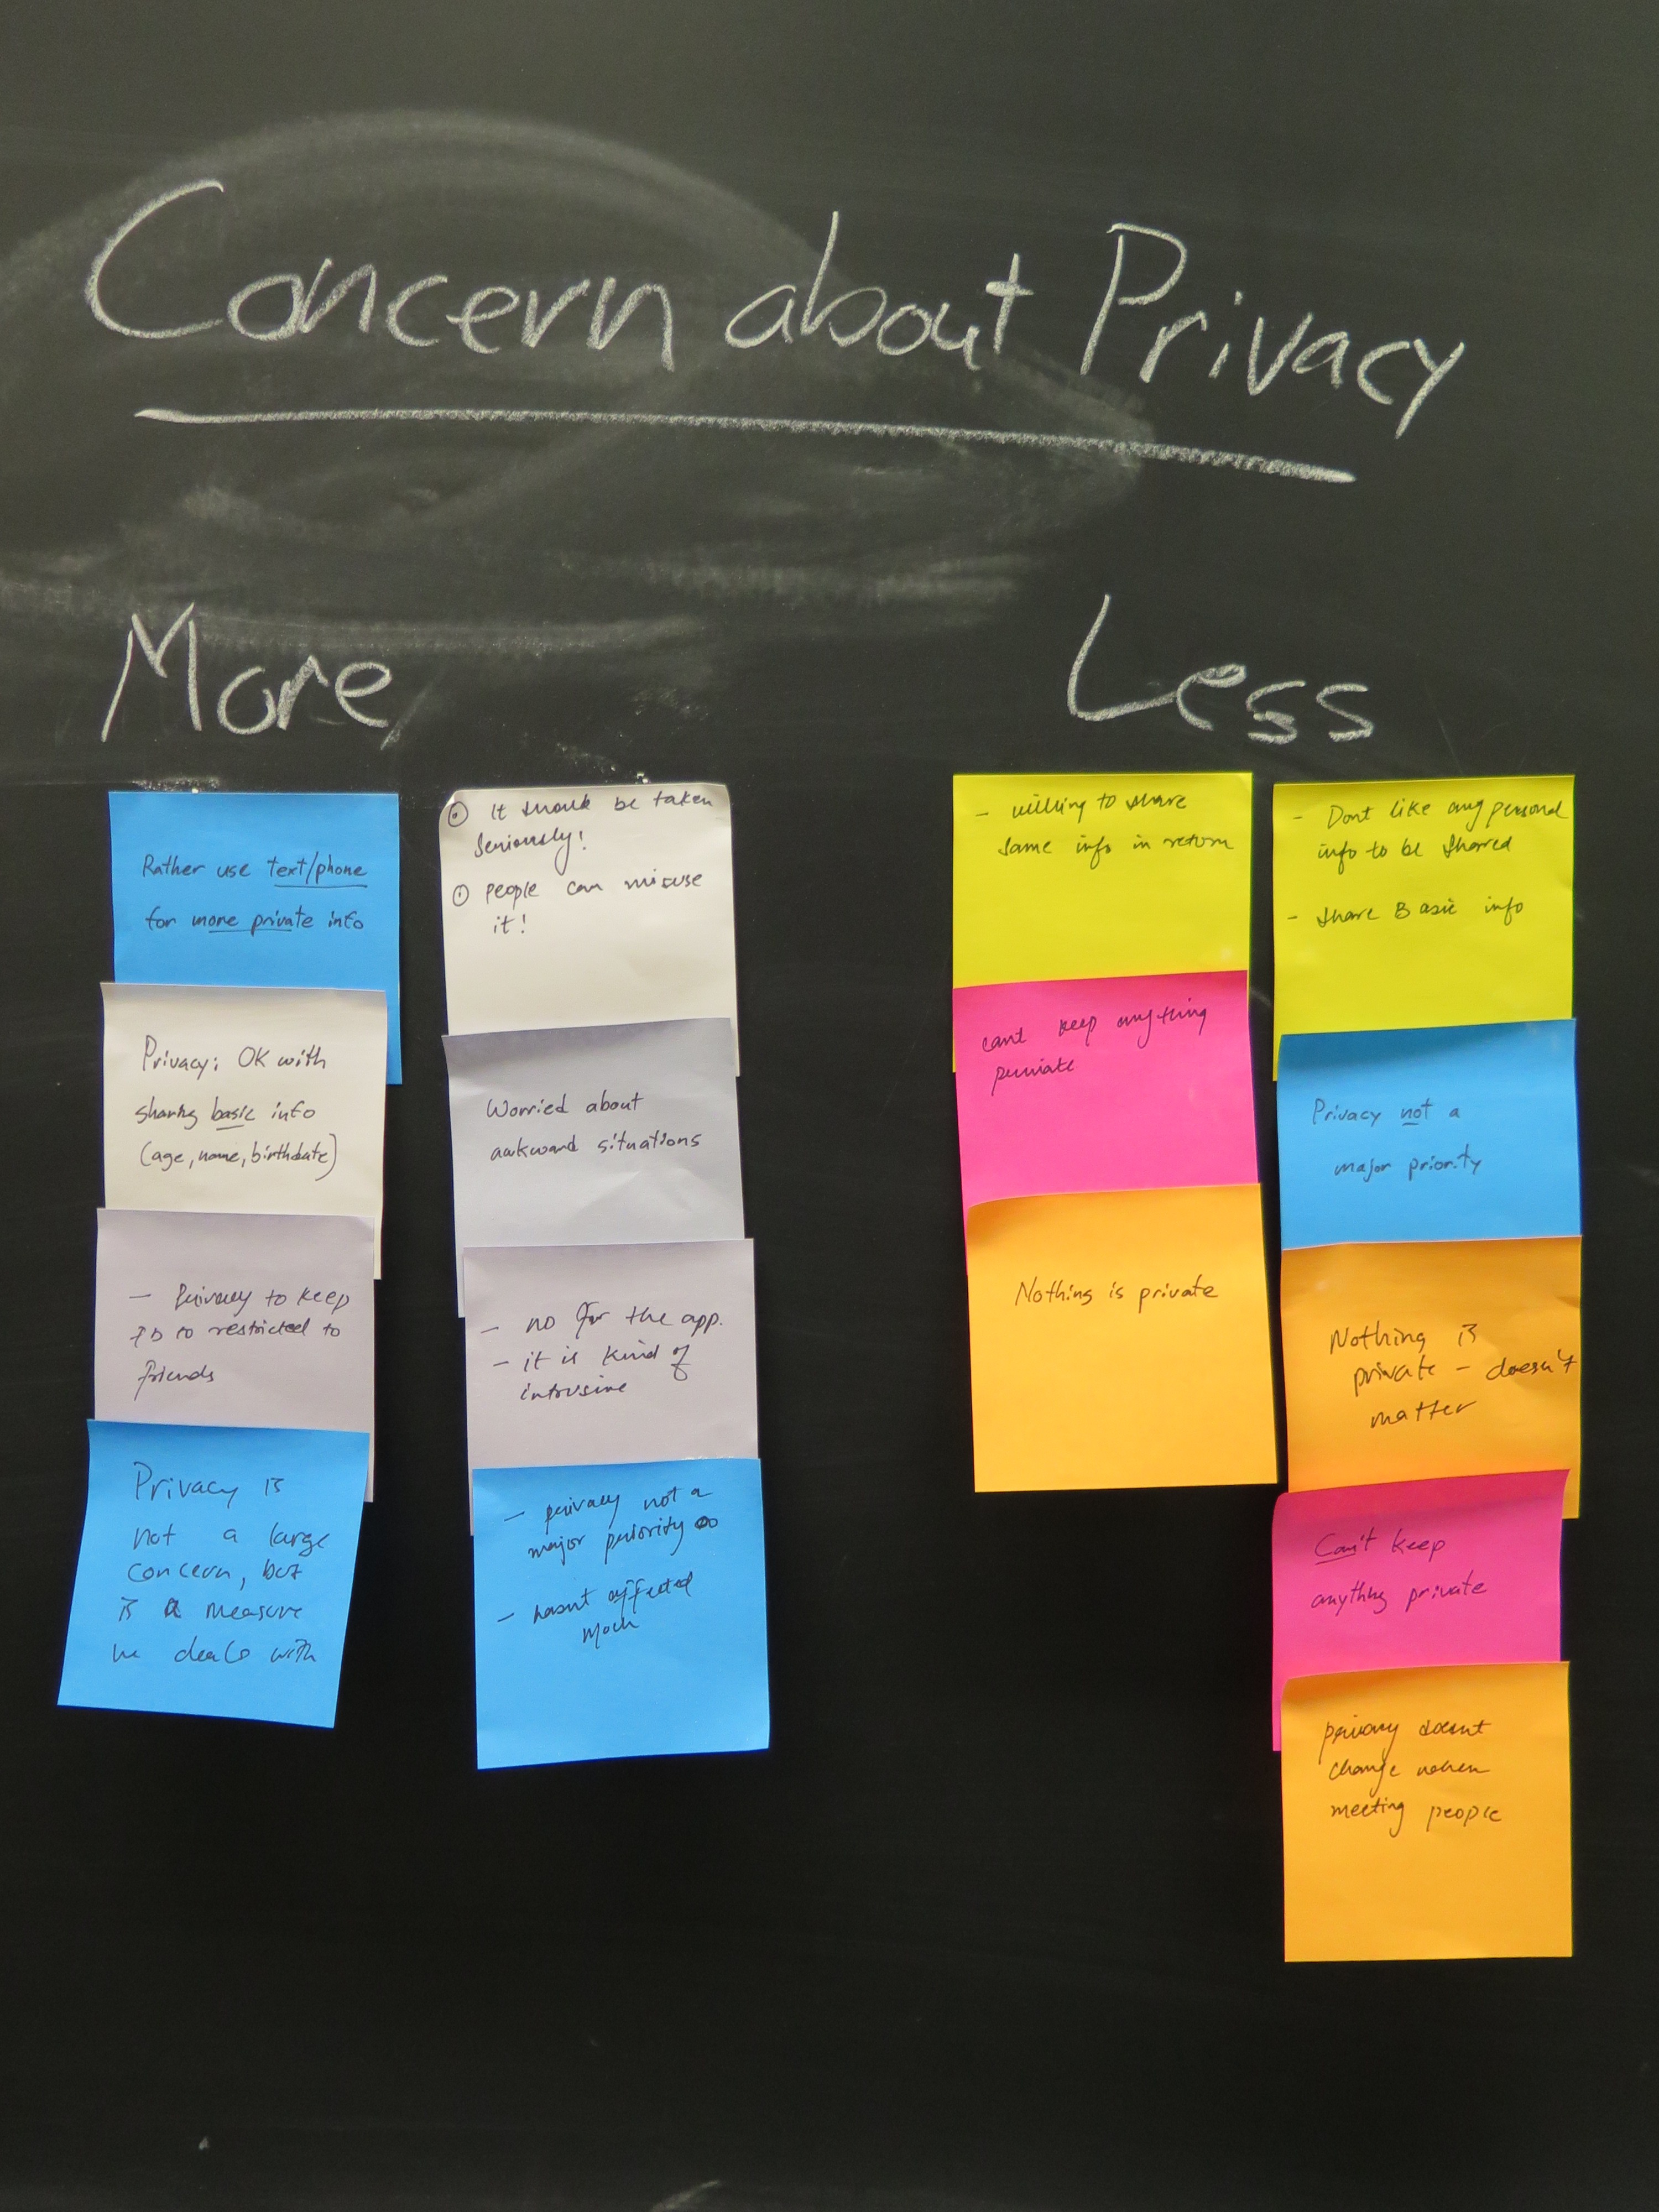 Concern about Privacy
More
Less
Rather use text/phone
for more private info
Privacy: OK with
sharing basic info
(age, name, birthdate)
- Privacy to keep
restricted to
friends
Privacy is
not a large
concern, but
is a measure
he deals with
It should be taken
seriously!
People can misuse
it!
Worried about
awkward situations
- no for the app.
- it is kind of
intrusive
- privacy not a
major priority
- hasnt affected
much
- willing to share
same info in return
cant keep anything
private
Nothing is private
- Dont like any personal
info to be shared
- share Basic info
Privacy not a
major priority
Nothing is
private - doesn't
matter
Can't keep
anything private
privacy doesnt
change when
meeting people